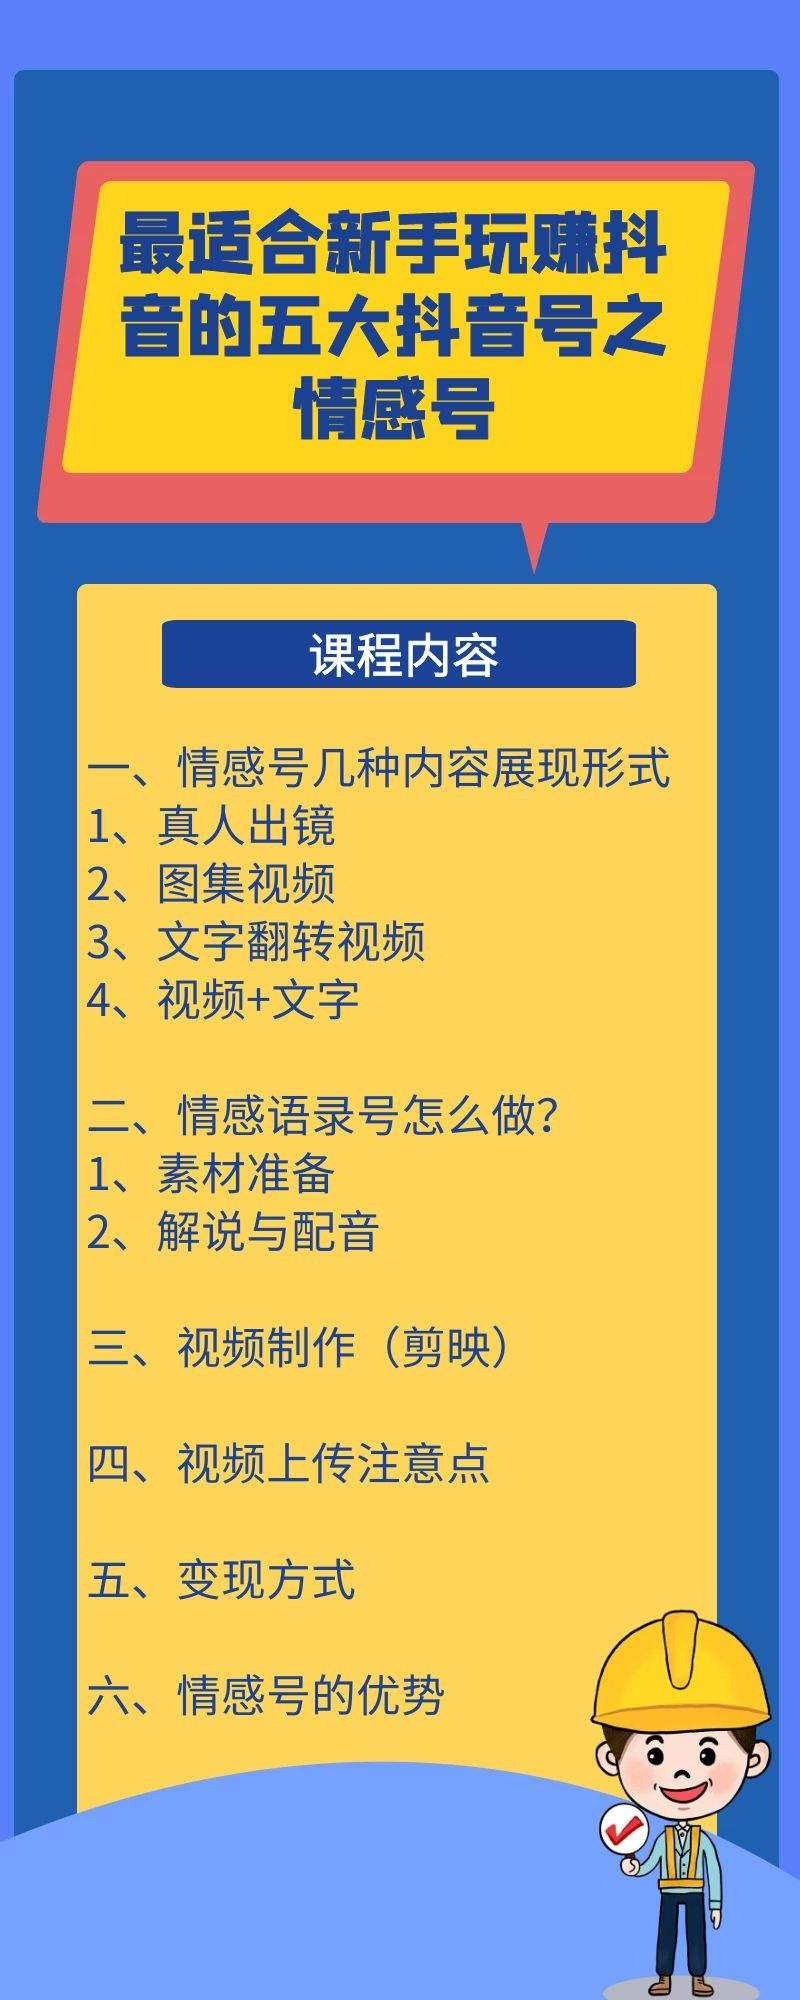 最适合新手玩赚抖
音的五大抖音号之
情感号
课程内容
一、情感号几种内容展现形式
1、真人出镜
2、图集视频
3、文字翻转视频
4、视频+文字
二、情感语录号怎么做？
1、素材准备
2、解说与配音
三、视频制作（剪映）
四、视频上传注意点
五、变现方式
六、情感号的优势